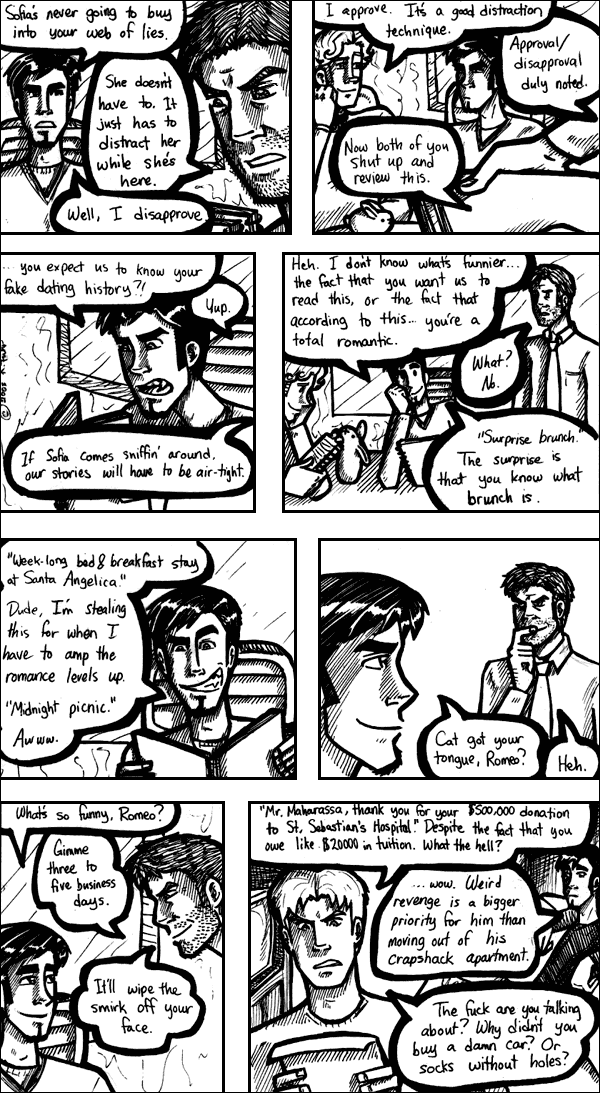 Sofia's never going to buy
into your web of lies.
She doesn't
have to. It
just has to
distract her
while she's
here.
Well, I disapprove.
I approve. It's a good distraction
technique.
Approval/
disapproval
duly noted.
Now both of you
shut up and
review this.
... you expect us to know your
fake dating history?!
Yup.
If Sofia comes sniffin' around,
our stories will have to be air-tight.
Heh. I don't know what's funnier...
the fact that you want us to
read this, or the fact that
according to this... you're a
total romantic.
What?
No.
"Surprise brunch."
The surprise is
that you know what
brunch is.
"Week-long bed & breakfast stay
at Santa Angelica."
Dude, I'm stealing
this for when I
have to amp the
romance levels up.
"Midnight picnic."
Awww.
Cat got your
tongue, Romeo?
Heh.
What's so funny, Romeo?
Gimme
three to
five business
days.
It'll wipe the
smirk off your
face.
"Mr. Maharassa, thank you for your $500,000 donation
to St. Sebastian's Hospital." Despite the fact that you
owe like $20000 in tuition. What the hell?
... wow. Weird
revenge is a bigger
priority for him than
moving out of his
crapshack apartment.
The fuck are you talking
about? Why didn't you
buy a damn car? Or
socks without holes?